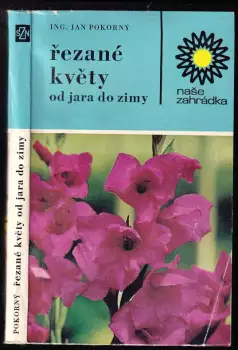 SZN
ING. JAN POKORNÝ
řezané
květy
od jara do zimy
naše
zahrádka
POKORNÝ řezané květy od jara do zimy